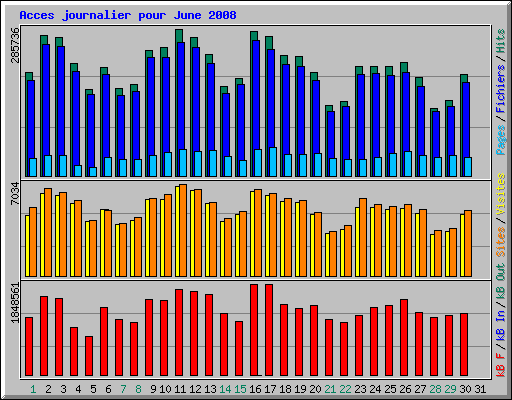 Acces journalier pour June 2008
285736
7034
1848561
Pages / Fichiers / Hits
Sites / Visites
kB F / kB In / kB Out
1 2 3 4 5 6 7 8 9 10 11 12 13 14 15 16 17 18 19 20 21 22 23 24 25 26 27 28 29 30 31